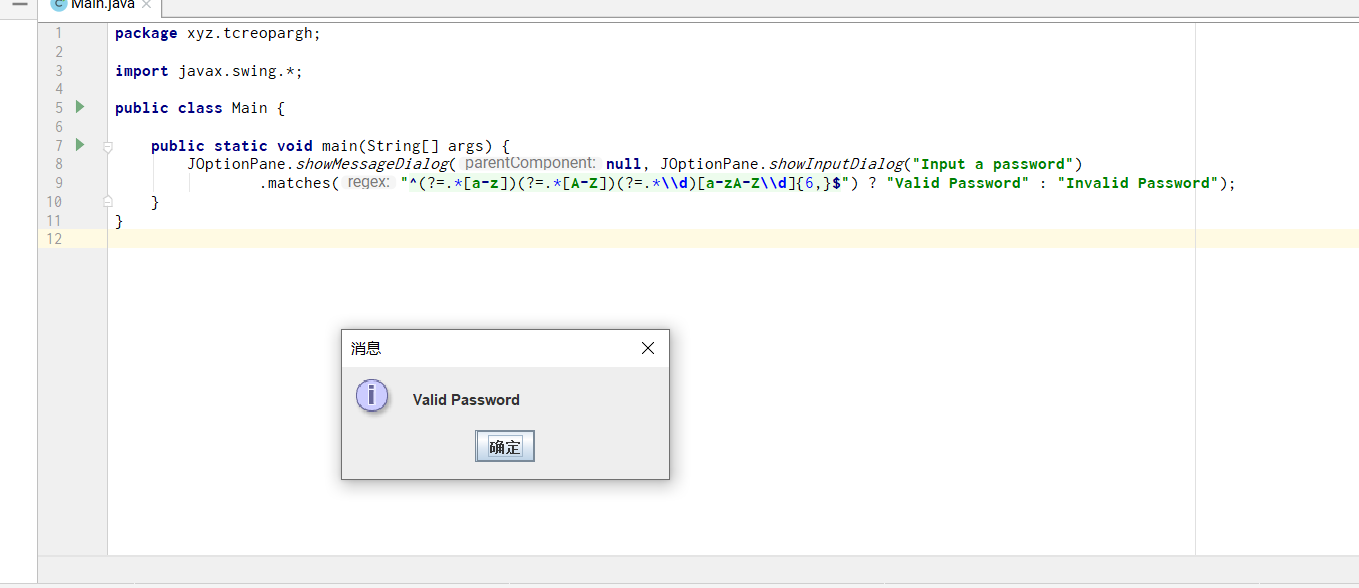 Main.java
1 package xyz.tcreopargh;
2
3 import javax.swing.*;
4
5 public class Main {
6
7 public static void main(String[] args) {
8 JOptionPane.showMessageDialog( parentComponent: null, JOptionPane.showInputDialog("Input a password")
9 .matches( regex: "^(?=.*[a-z])(?=.*[A-Z])(?=.*\\d)[a-zA-Z\\d]{6,}$") ? "Valid Password" : "Invalid Password");
10 }
11 }
12
消息
Valid Password
确定